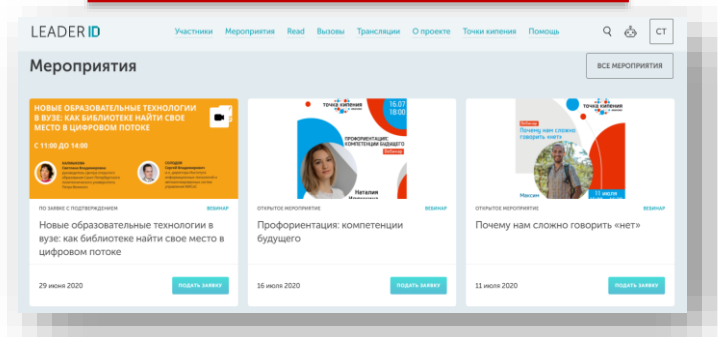 LEADER ID
Участники Мероприятия Read Вызовы Трансляции О проекте Точки кипения Помощь
СТ
Мероприятия
ВСЕ МЕРОПРИЯТИЯ
НОВЫЕ ОБРАЗОВАТЕЛЬНЫЕ ТЕХНОЛОГИИ
В ВУЗЕ: КАК БИБЛИОТЕКЕ НАЙТИ СВОЕ
МЕСТО В ЦИФРОВОМ ПОТОКЕ
С 11:00 ДО 14:00
ПО ЗАЯВКЕ С ПОДТВЕРЖДЕНИЕМ ВЕБИНАР
Новые образовательные технологии в
вузе: как библиотеке найти свое место в
цифровом потоке
29 июня 2020 ПОДАТЬ ЗАЯВКУ
точка кипения
16.07
18:00
ПРОФОРИЕНТАЦИЯ:
КОМПЕТЕНЦИИ БУДУЩЕГО
Вебинар
Наталия
ОТКРЫТОЕ МЕРОПРИЯТИЕ ВЕБИНАР
Профориентация: компетенции
будущего
16 июля 2020 ПОДАТЬ ЗАЯВКУ
точка кипения
Вебинар
Почему нам сложно
говорить «нет»
Максим
11 июля
ОТКРЫТОЕ МЕРОПРИЯТИЕ ВЕБИНАР
Почему нам сложно говорить «нет»
11 июля 2020 ПОДАТЬ ЗАЯВКУ